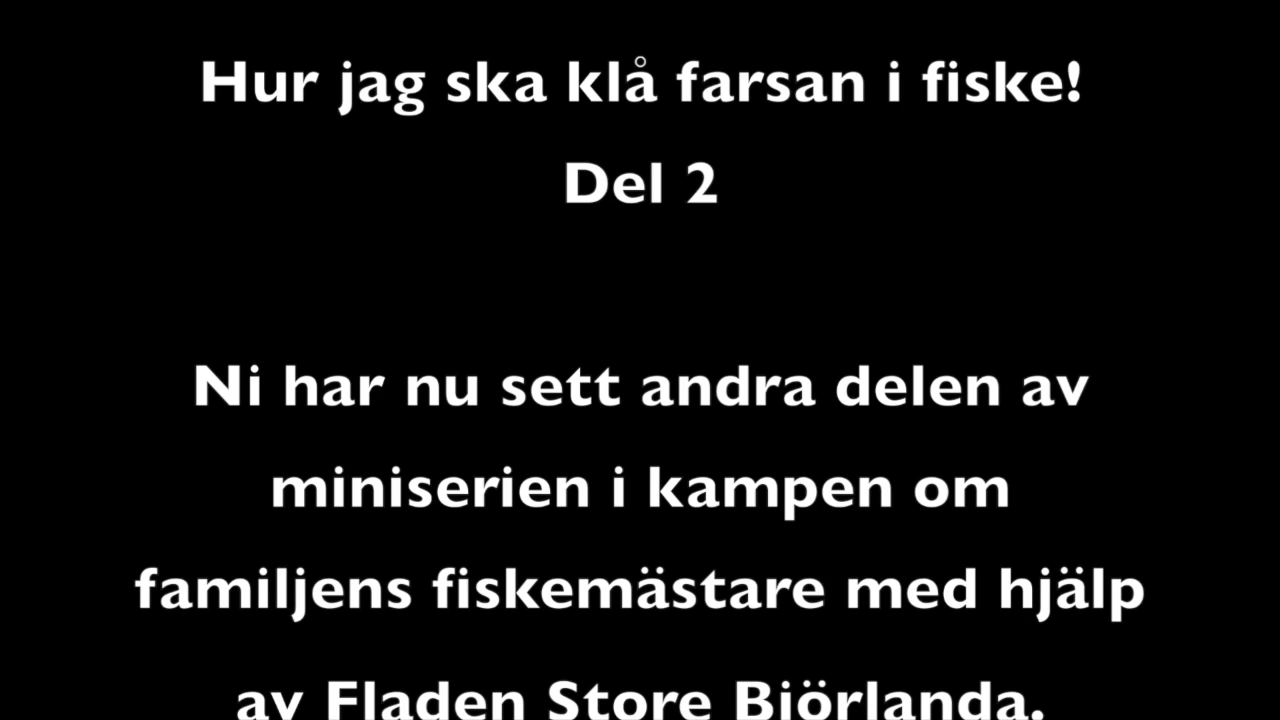 Hur jag ska klå farsan i fiske!
Del 2
Ni har nu sett andra delen av
miniserien i kampen om
familjens fiskemästare med hjälp
av Fladen Store Björlanda.